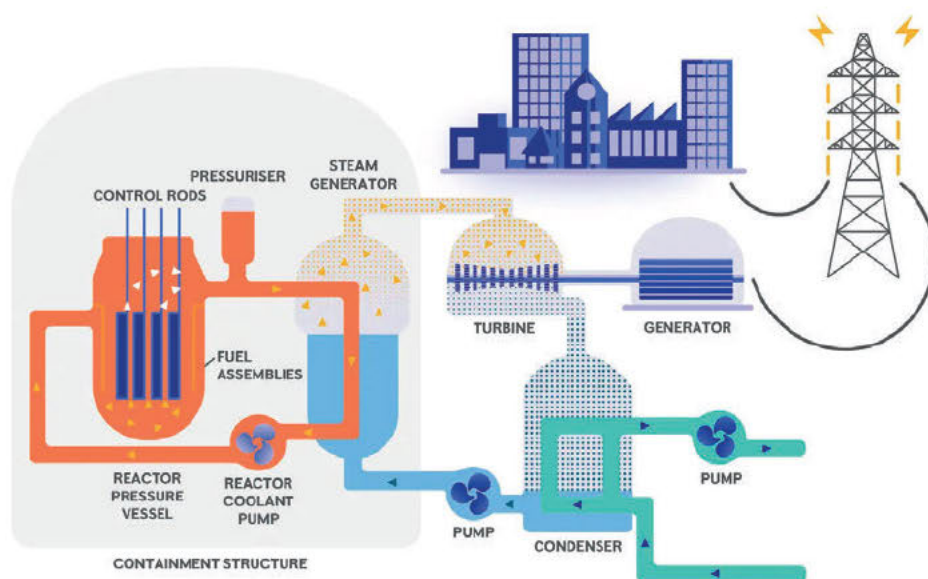 PRESSURISER
CONTROL RODS
STEAM
GENERATOR
TURBINE
GENERATOR
FUEL
ASSEMBLIES
REACTOR
PRESSURE
VESSEL
REACTOR
COOLANT
PUMP
PUMP
CONDENSER
PUMP
CONTAINMENT STRUCTURE